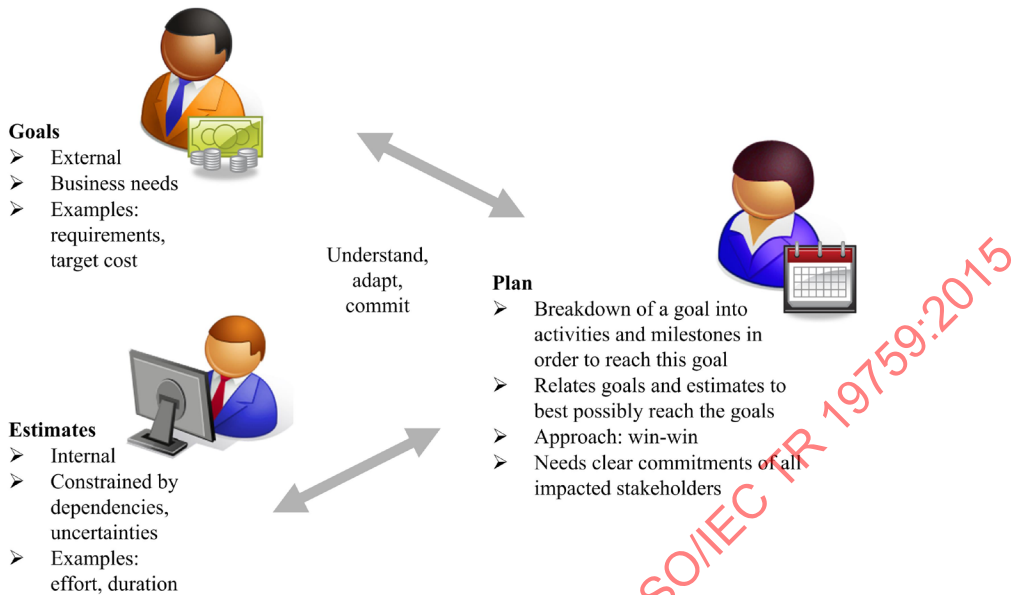 Goals
➢ External
➢ Business needs
➢ Examples:
requirements,
target cost
Understand,
adapt,
commit
Estimates
➢ Internal
➢ Constrained by
dependencies,
uncertainties
➢ Examples:
effort, duration
Plan
➢ Breakdown of a goal into
activities and milestones in
order to reach this goal
➢ Relates goals and estimates to
best possibly reach the goals
➢ Approach: win-win
➢ Needs clear commitments of all
impacted stakeholders
SO/IEC TR 19759:2015